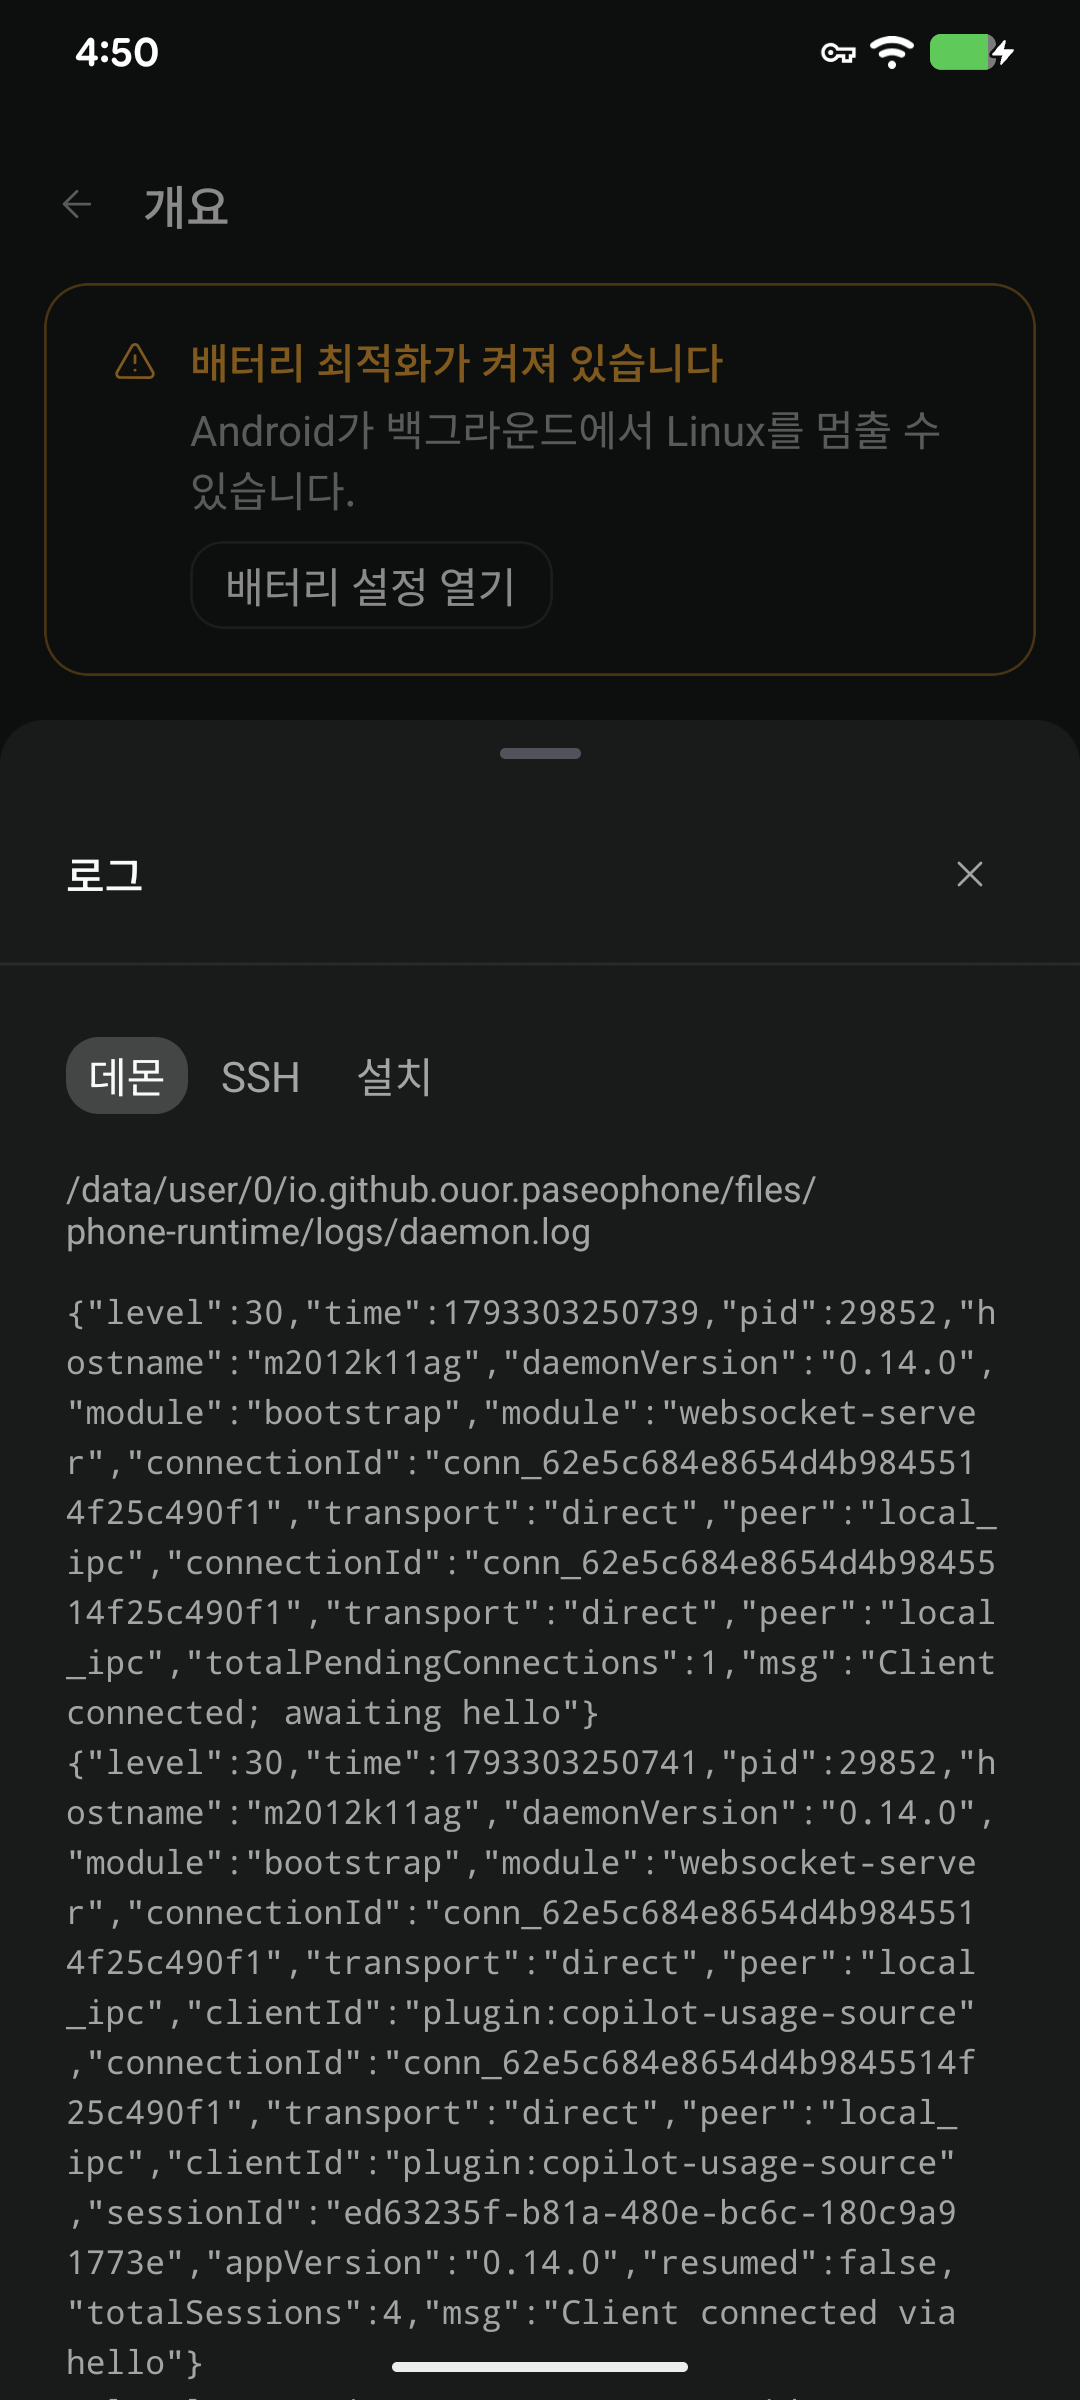 4:50
개요
배터리 최적화가 켜져 있습니다
Android가 백그라운드에서 Linux를 멈출 수
있습니다.
배터리 설정 열기
로그
데몬 SSH 설치
/data/user/0/io.github.ouor.paseophone/files/
phone-runtime/logs/daemon.log
{"level":30,"time":1793303250739,"pid":29852,"h
ostname":"m2012k11ag","daemonVersion":"0.14.0",
"module":"bootstrap","module":"websocket-serve
r","connectionId":"conn_62e5c684e8654d4b984551
4f25c490f1","transport":"direct","peer":"local_
ipc","connectionId":"conn_62e5c684e8654d4b98455
14f25c490f1","transport":"direct","peer":"local
_ipc","totalPendingConnections":1,"msg":"Client
connected; awaiting hello"}
{"level":30,"time":1793303250741,"pid":29852,"h
ostname":"m2012k11ag","daemonVersion":"0.14.0",
"module":"bootstrap","module":"websocket-serve
r","connectionId":"conn_62e5c684e8654d4b984551
4f25c490f1","transport":"direct","peer":"local
_ipc","clientId":"plugin:copilot-usage-source"
,"connectionId":"conn_62e5c684e8654d4b9845514f
25c490f1","transport":"direct","peer":"local_
ipc","clientId":"plugin:copilot-usage-source"
,"sessionId":"ed63235f-b81a-480e-bc6c-180c9a9
1773e","appVersion":"0.14.0","resumed":false,
"totalSessions":4,"msg":"Client connected via
hello"}